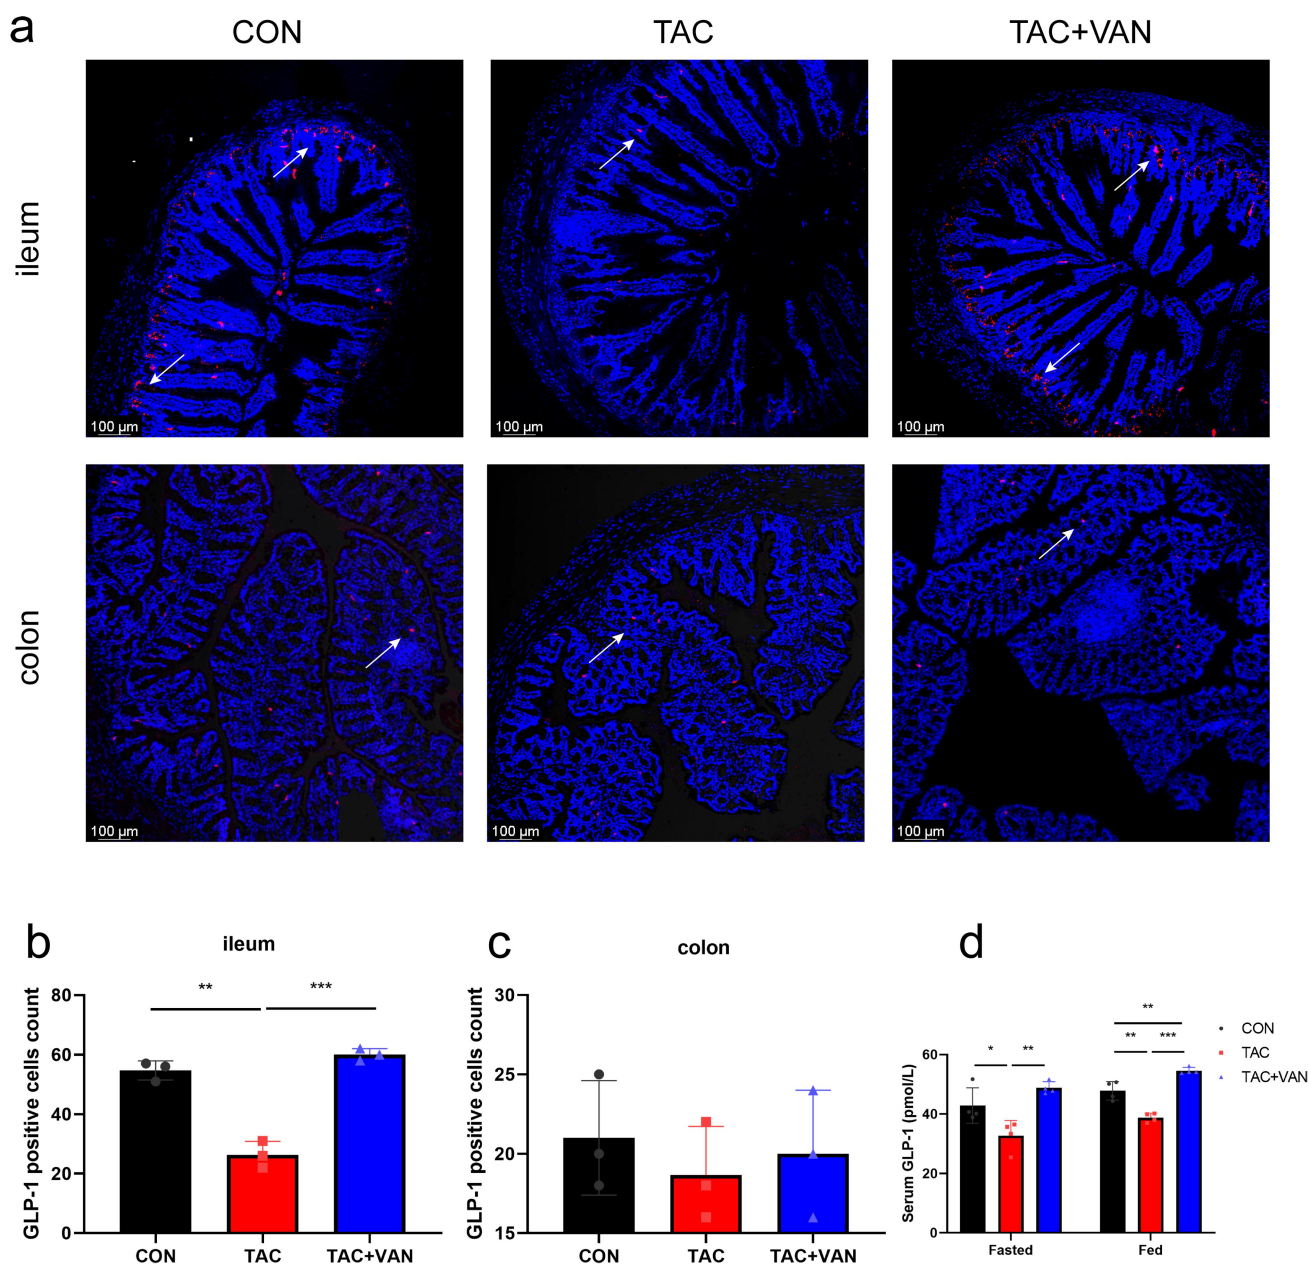 a
CON TAC TAC+VAN
ileum
100 µm 100 µm 100 µm
colon
100 µm 100 µm 100 µm
b
ileum
GLP-1 positive cells count
80
60
40
20
0
** ***
CON TAC TAC+VAN
c
colon
GLP-1 positive cells count
30
25
20
15
CON TAC TAC+VAN
d
Serum GLP-1 (pmol/L)
60
40
20
0
* **
**
** ***
Fasted Fed
CON
TAC
TAC+VAN